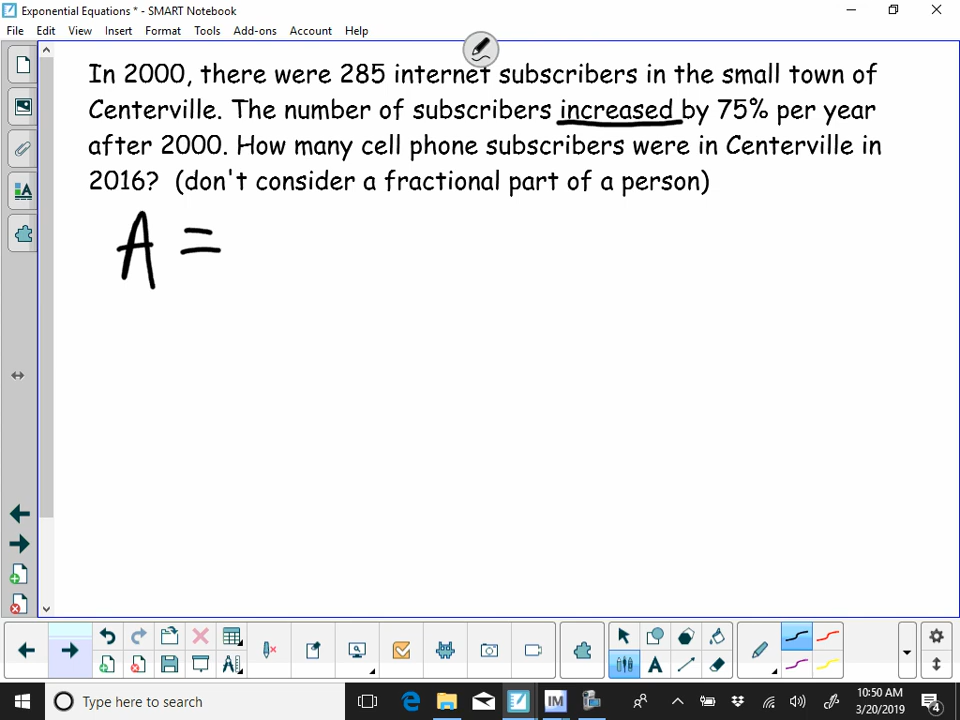 Exponential Equations * - SMART Notebook
File Edit View Insert Format Tools Add-ons Account Help
In 2000, there were 285 internet subscribers in the small town of
Centerville. The number of subscribers increased by 75% per year
after 2000. How many cell phone subscribers were in Centerville in
2016? (don't consider a fractional part of a person)
A =
Type here to search
IM
10:50 AM
3/20/2019
4